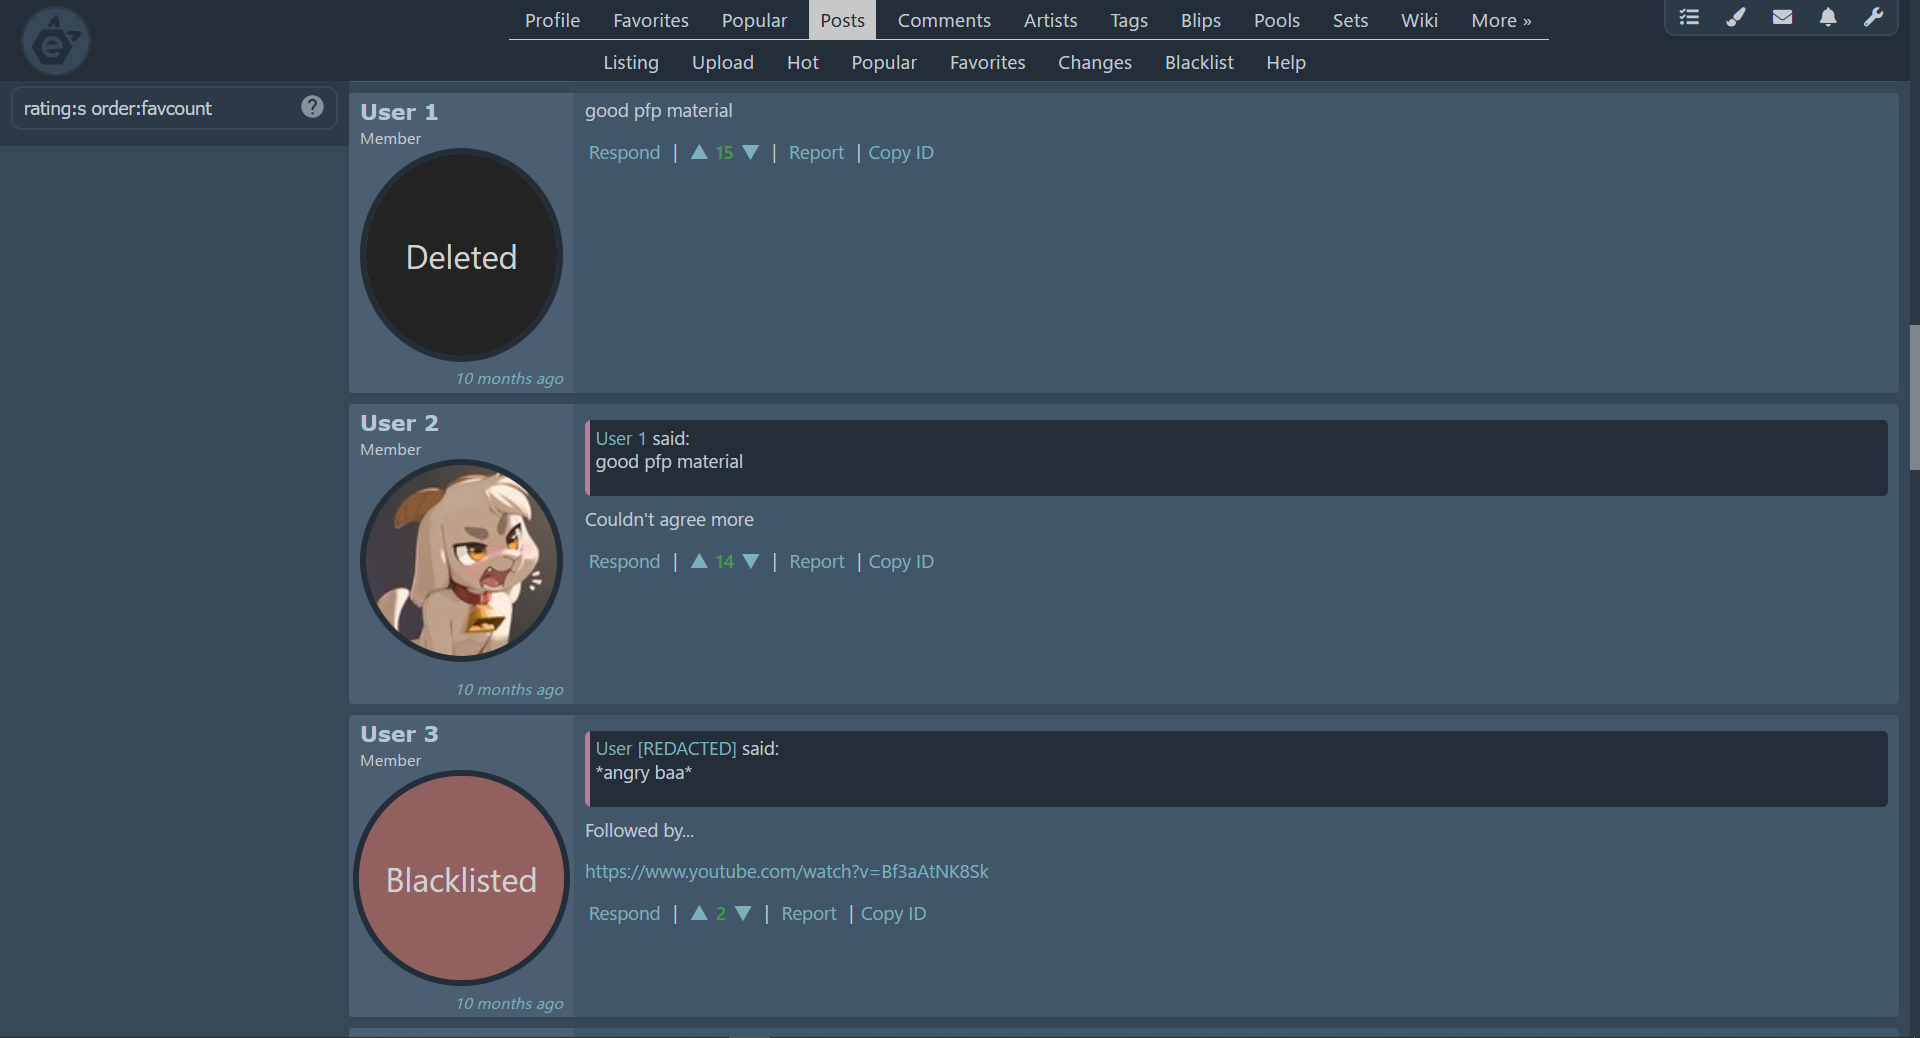 Profile Favorites Popular Posts Comments Artists Tags Blips Pools Sets Wiki More »
Listing Upload Hot Popular Favorites Changes Blacklist Help
rating:s order:favcount
User 1
Member
Deleted
10 months ago
good pfp material
Respond | ▲ 15 ▼ | Report | Copy ID
User 2
Member
10 months ago
User 1 said:
good pfp material
Couldn't agree more
Respond | ▲ 14 ▼ | Report | Copy ID
User 3
Member
Blacklisted
10 months ago
User [REDACTED] said:
*angry baa*
Followed by...
https://www.youtube.com/watch?v=Bf3aAtNK8Sk
Respond | ▲ 2 ▼ | Report | Copy ID